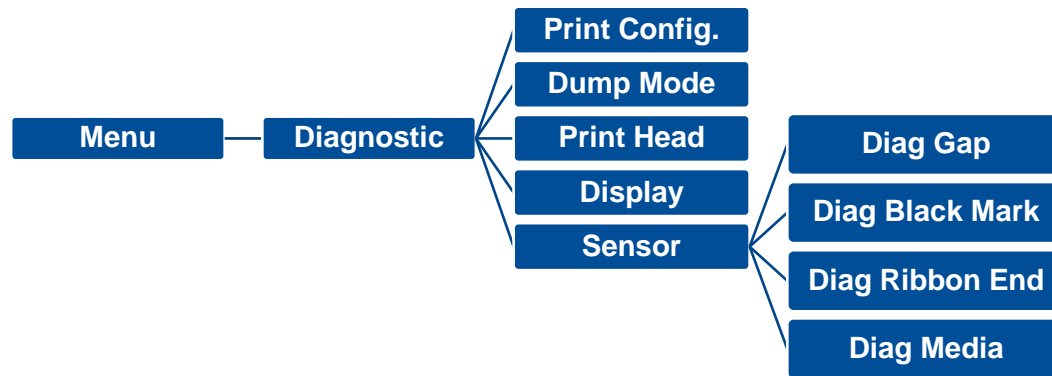 Menu
Diagnostic
Print Config.
Dump Mode
Print Head
Display
Sensor
Diag Gap
Diag Black Mark
Diag Ribbon End
Diag Media